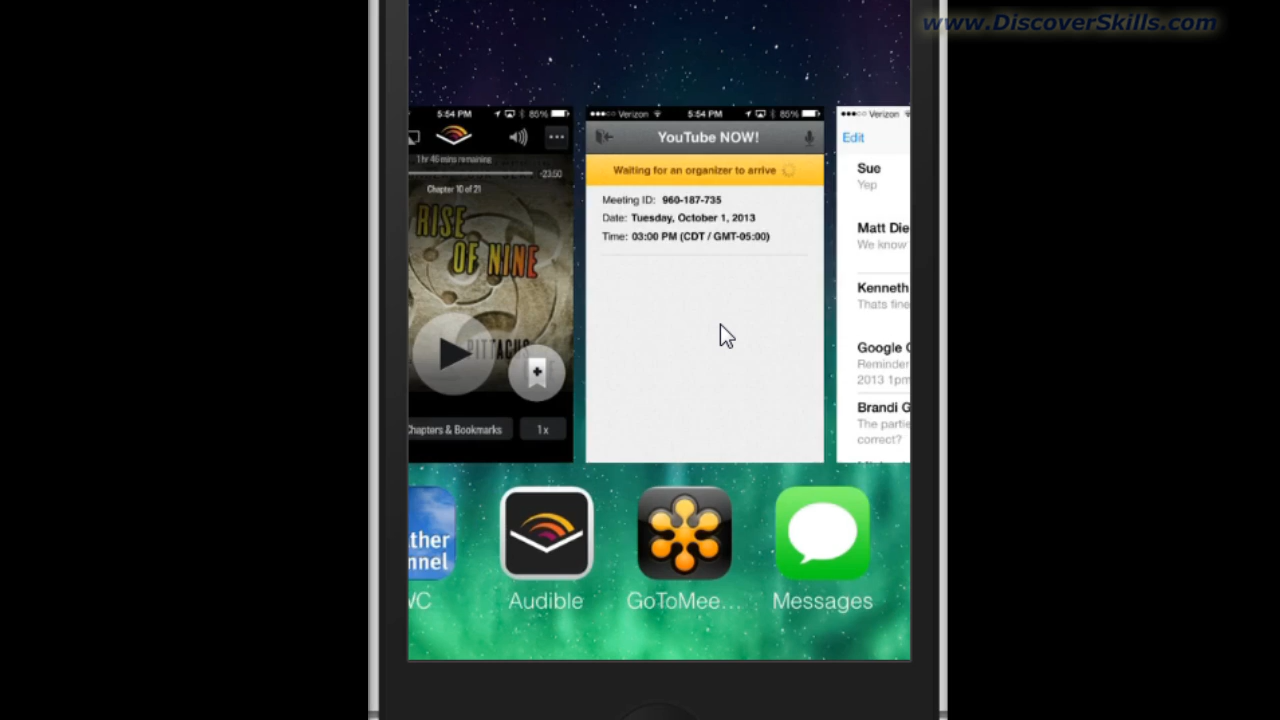 www.DiscoverSkills.com
5:54 PM 85%
1 hr 46 mins remaining
-23:50
Chapter 10 of 21
RISE
OF NINE
PITTACUS
Chapters & Bookmarks
1x
Verizon 5:54 PM 85%
YouTube NOW!
Waiting for an organizer to arrive
Meeting ID: 960-187-735
Date: Tuesday, October 1, 2013
Time: 03:00 PM (CDT / GMT-05:00)
Verizon
Edit
Sue
Yep
Matt Die
We know
Kenneth
Thats fine
Google C
Reminder
2013 1pm
Brandi G
The partie
correct?
ther
nnel
WC
Audible
GoToMee...
Messages